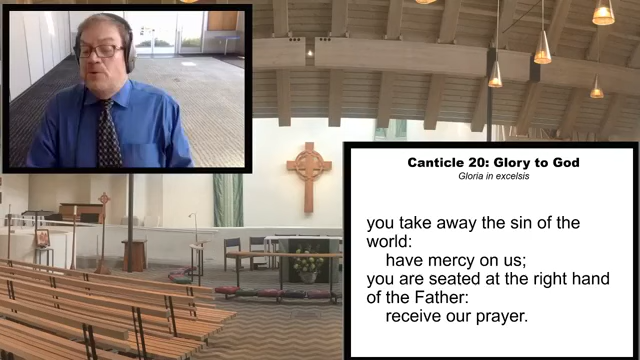 Canticle 20: Glory to God
Gloria in excelsis
you take away the sin of the
world:
have mercy on us;
you are seated at the right hand
of the Father:
receive our prayer.